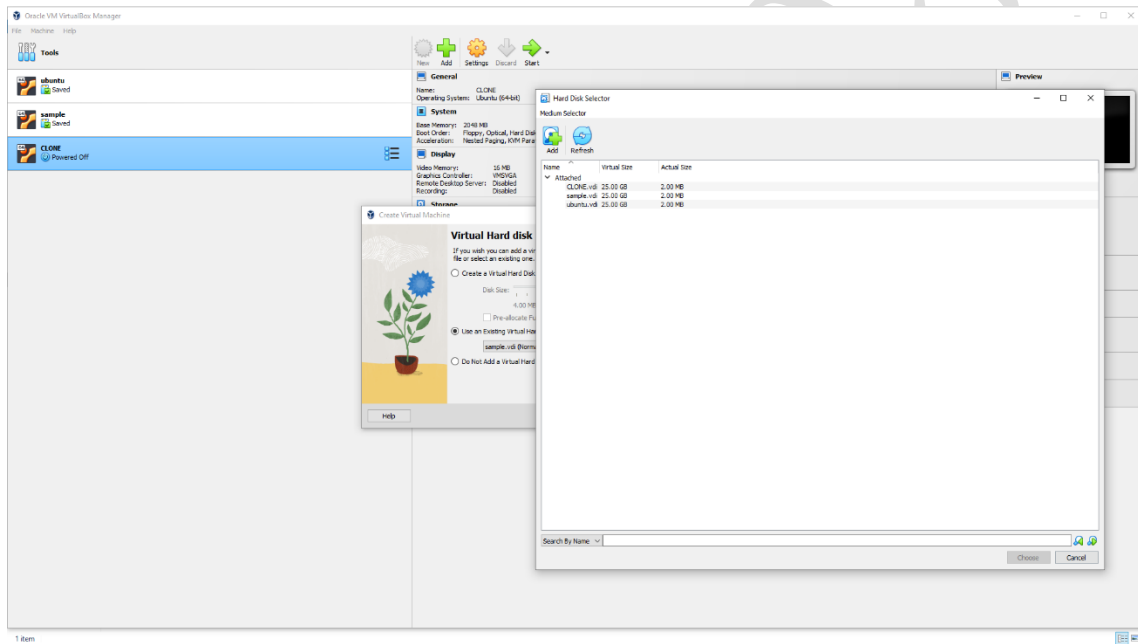 Oracle VM VirtualBox Manager
File Machine Help
Tools
ubuntu
Saved
sample
Saved
CLONE
Powered Off
New Add Settings Discard Start
General
Name: CLONE
Operating System: Ubuntu (64-bit)
System
Base Memory: 2048 MB
Boot Order: Floppy, Optical, Hard Disk
Acceleration: Nested Paging, KVM Para
Display
Video Memory: 16 MB
Graphics Controller: VMSVGA
Remote Desktop Server: Disabled
Recording: Disabled
Storage
Preview
Create Virtual Machine
Virtual Hard disk
If you wish you can add a vir
file or select an existing one.
Create a Virtual Hard Disk
Disk Size:
4.00 MB
Pre-allocate Fu
Use an Existing Virtual Har
sample.vdi (Norma
Do Not Add a Virtual Hard
Help
Hard Disk Selector
Medium Selector
Add Refresh
Name Virtual Size Actual Size
Attached
CLONE.vdi 25.00 GB 2.00 MB
sample.vdi 25.00 GB 2.00 MB
ubuntu.vdi 25.00 GB 2.00 MB
Search By Name
Choose Cancel
1 item